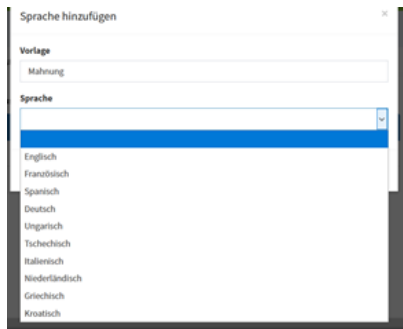 Sprache hinzufügen
×
Vorlage
Mahnung
Sprache
Englisch
Französisch
Spanisch
Deutsch
Ungarisch
Tschechisch
Italienisch
Niederländisch
Griechisch
Kroatisch